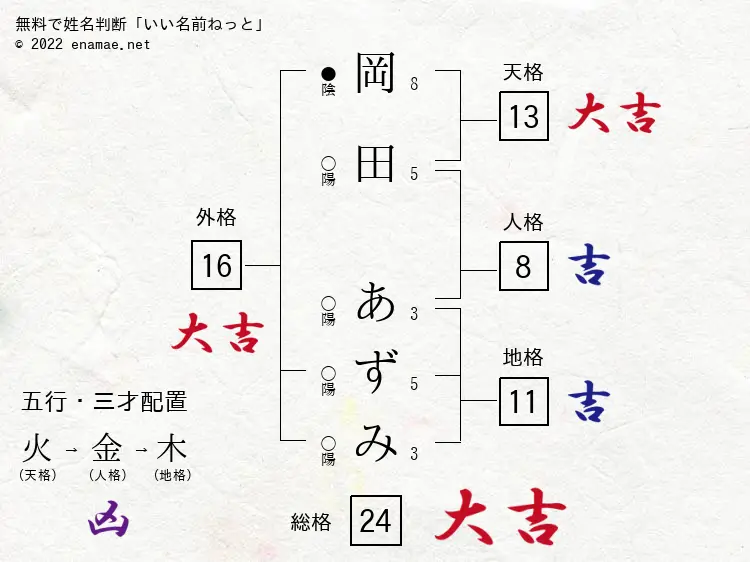 無料で姓名判断「いい名前ねっと」
© 2022 enamae.net
天格
13 大吉
● 陰 岡 8
○ 陽 田 5
人格
8 吉
外格
16
大吉
○ 陽 あ 3
○ 陽 ず 5
○ 陽 み 3
地格
11 吉
五行・三才配置
火→金→木
(天格) (人格) (地格)
凶
総格 24 大吉